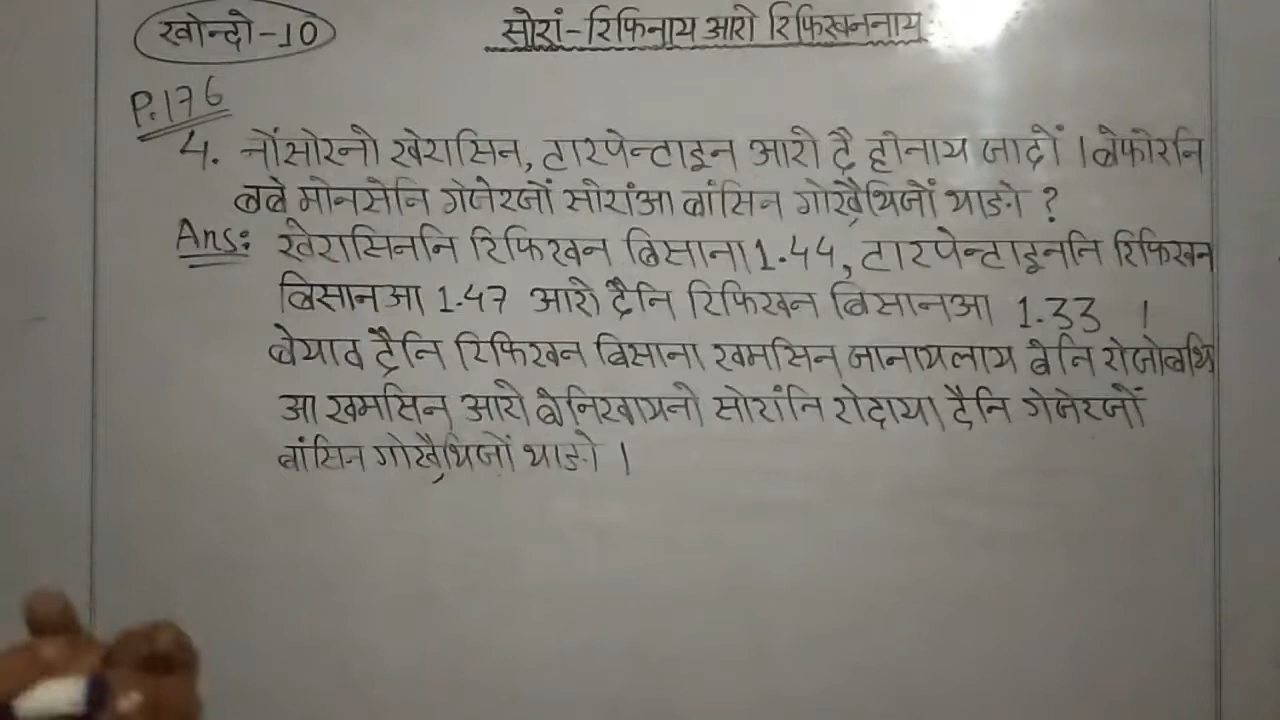 खोन्दो-10
सोरां-रिफिनाय आरो रिफिखननाय
P.176
4. नोंसोरनो खेरासिन, टारपेन्टाइन आरो दै होनाय जादों । बेफोरनि
बबे मोनसेनि गेजेरजों सोरांआ बांसिन गोख्रैथिजों थाङो ?
Ans: खेरासिननि रिफिखन बिसाना 1.44, टारपेन्टाइननि रिफिखन
बिसानआ 1.47 आरो दैनि रिफिखन बिसानआ 1.33 ।
बेयाव दैनि रिफिखन बिसाना खमसिन जानायलाय बेनि रोजोबथि
आ खमसिन आरो बेनिखायनो सोरांनि रोदाया दैनि गेजेरजों
बांसिन गोख्रैथिजों थाङो ।